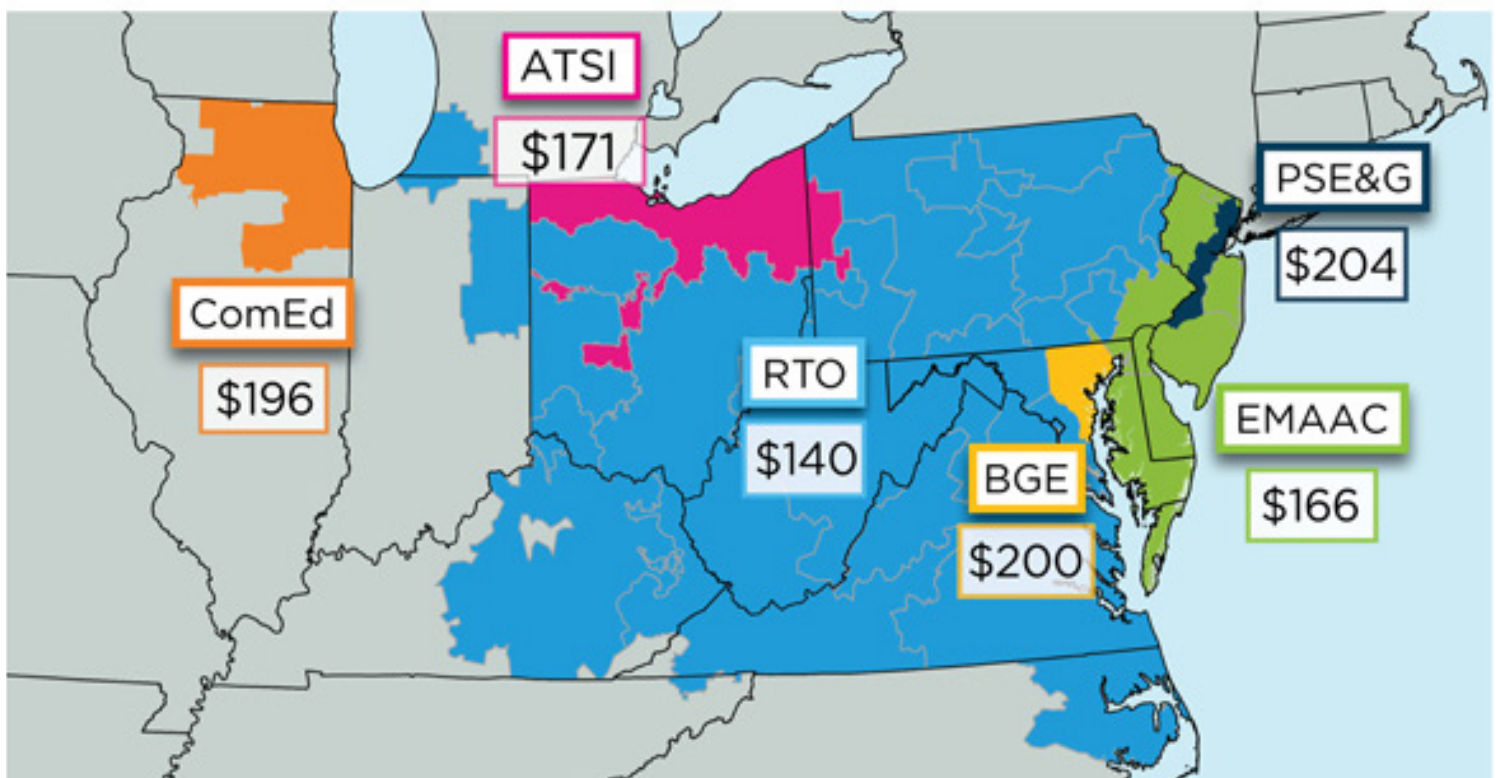 ATSI
$171
PSE&G
$204
ComEd
$196
RTO
$140
EMAAC
$166
BGE
$200